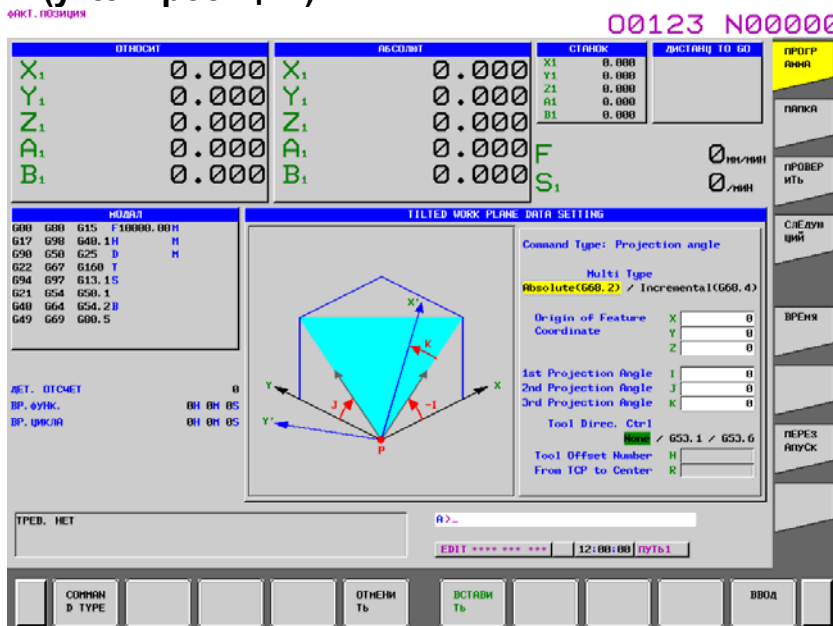 ФАКТ. ПОЗИЦИЯ
O0123 N00000
ОТНОСИТ
X1 0.000
Y1 0.000
Z1 0.000
A1 0.000
B1 0.000
АБСОЛЮТ
X1 0.000
Y1 0.000
Z1 0.000
A1 0.000
B1 0.000
СТАНОК
X1 0.000
Y1 0.000
Z1 0.000
A1 0.000
B1 0.000
ДИСТАНЦ TO GO
F 0мм/мин
S1 0/мин
МОДАЛ
G00 G80 G15 F10000.00M
G17 G98 G40.1H M
G90 G50 G25 D M
G22 G67 G160 T
G94 G97 G13.1S
G21 G54 G50.1
G40 G64 G54.2B
G49 G69 G80.5
ДЕТ. ОТСЧЕТ 0
ВР. ФУНК. 0H 0M 0S
ВР. ЦИКЛА 0H 0M 0S
TILTED WORK PLANE DATA SETTING
X'
K
Y
X
J
-I
Y'
P
Command Type: Projection angle
Multi Type
Absolute(G68.2) / Incremental(G68.4)
Origin of Feature X 0
Coordinate Y 0
Z 0
1st Projection Angle I 0
2nd Projection Angle J 0
3rd Projection Angle K 0
Tool Direc. Ctrl
None / G53.1 / G53.6
Tool Offset Number H
From TCP to Center R
ТРЕВ. НЕТ
A>_
EDIT **** *** *** 12:00:00 ПУТЬ1
ПРОГР
АММА
ПАПКА
ПРОВЕР
ИТЬ
СЛЕДУЮ
ЩИЙ
ВРЕМЯ
ПЕРЕЗ
АПУСК
COMMAN
D TYPE
ОТМЕНИ
ТЬ
ВСТАВИ
ТЬ
ВВОД